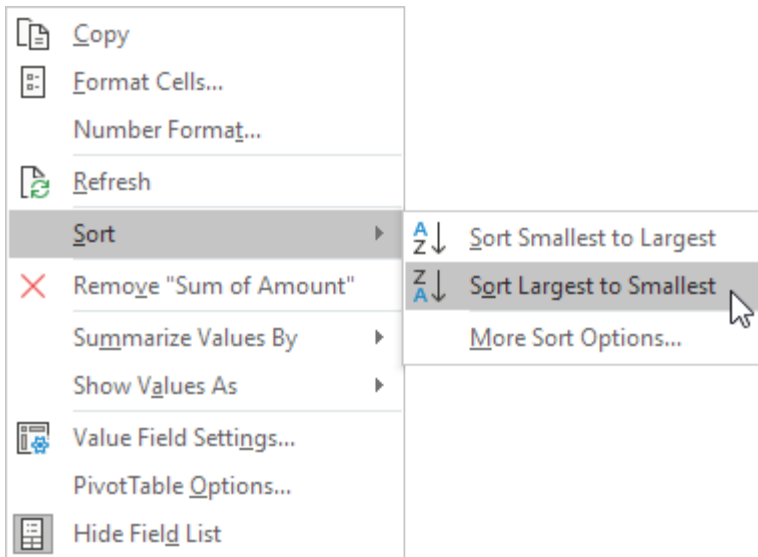 Copy
Format Cells...
Number Format...
Refresh
Sort
Sort Smallest to Largest
Sort Largest to Smallest
More Sort Options...
Remove "Sum of Amount"
Summarize Values By
Show Values As
Value Field Settings...
PivotTable Options...
Hide Field List